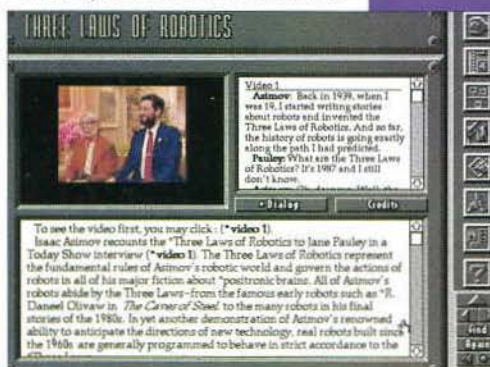 THREE LAWS OF ROBOTICS
Video 1
Asimov: Back in 1939, when I
was 19, I started writing stories
about robots and invented the
Three Laws of Robotics. And so far,
the history of robots is going exactly
along the path I had predicted.
Pauley: What are the Three Laws
of Robotics? It's 1987 and I still
don't know.
• Dialog
Credits
To see the video first, you may click : (*video 1).
Isaac Asimov recounts the *Three Laws of Robotics to Jane Pauley in a
Today Show interview (*video 1). The Three Laws of Robotics represent
the fundamental rules of Asimov's robotic world and govern the actions of
robots in all of his major fiction about *positronic brains. All of Asimov's
robots abide by the Three Laws-from the famous early robots such as *R.
Daneel Olivaw in The Caves of Steel to the many robots in his final
stories of the 1980s. In yet another demonstration of Asimov's renowned
ability to anticipate the directions of new technology, real robots built since
the 1960s are generally programmed to behave in strict accordance to the
Find
Again